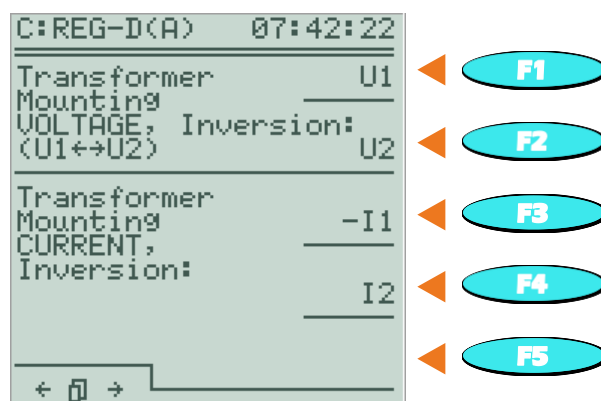 C:REG-D(A) 07:42:22
Transformer U1 F1
Mounting
VOLTAGE, Inversion:
(U1↔U2) U2 F2
Transformer
Mounting -I1 F3
CURRENT,
Inversion:
I2 F4
F5
← →